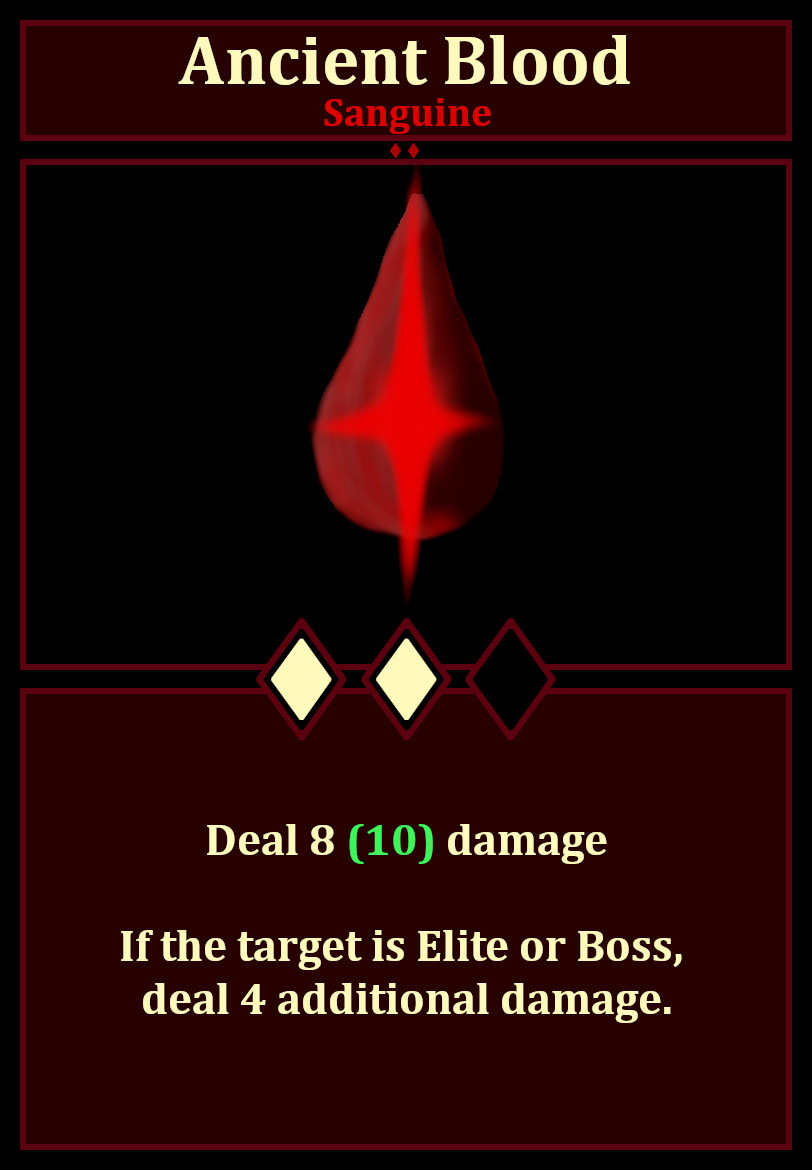 Ancient Blood
Sanguine
Deal 8 (10) damage
If the target is Elite or Boss,
deal 4 additional damage.